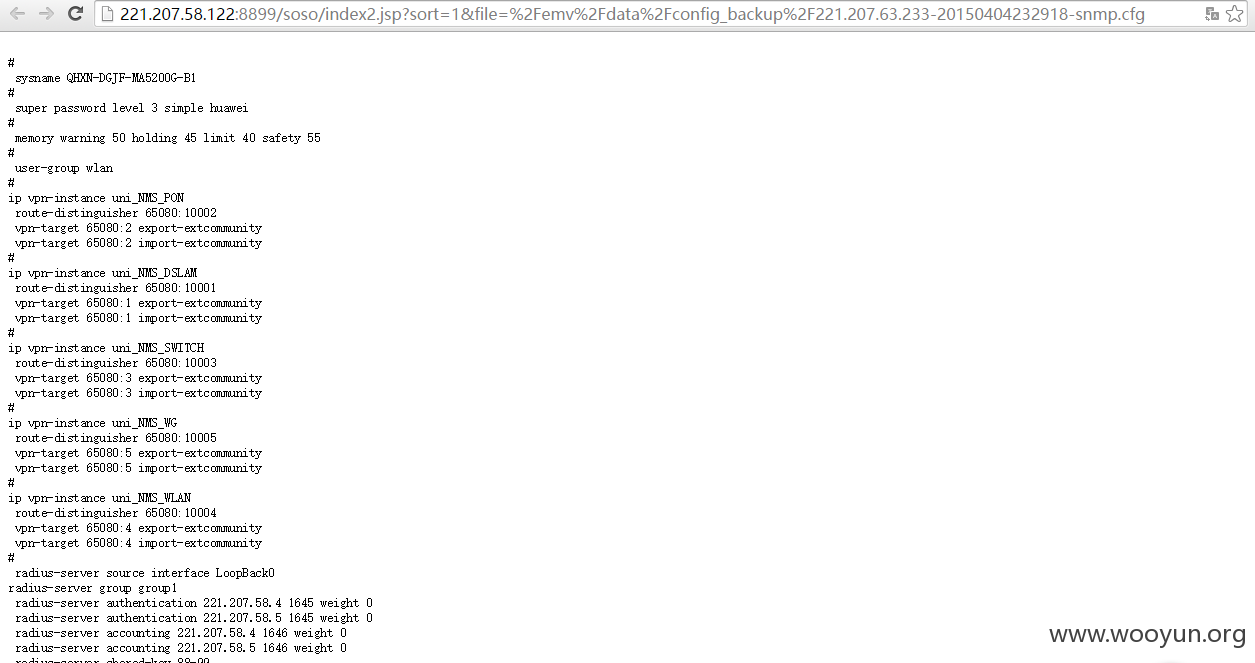 221.207.58.122:8899/soso/index2.jsp?sort=1&file=%2Femv%2Fdata%2Fconfig_backup%2F221.207.63.233-20150404232918-snmp.cfg
#
sysname QHXN-DGJF-MA5200G-B1
#
super password level 3 simple huawei
#
memory warning 50 holding 45 limit 40 safety 55
#
user-group wlan
#
ip vpn-instance uni_NMS_PON
route-distinguisher 65080:10002
vpn-target 65080:2 export-extcommunity
vpn-target 65080:2 import-extcommunity
#
ip vpn-instance uni_NMS_DSLAM
route-distinguisher 65080:10001
vpn-target 65080:1 export-extcommunity
vpn-target 65080:1 import-extcommunity
#
ip vpn-instance uni_NMS_SWITCH
route-distinguisher 65080:10003
vpn-target 65080:3 export-extcommunity
vpn-target 65080:3 import-extcommunity
#
ip vpn-instance uni_NMS_WG
route-distinguisher 65080:10005
vpn-target 65080:5 export-extcommunity
vpn-target 65080:5 import-extcommunity
#
ip vpn-instance uni_NMS_WLAN
route-distinguisher 65080:10004
vpn-target 65080:4 export-extcommunity
vpn-target 65080:4 import-extcommunity
#
radius-server source interface LoopBack0
radius-server group group1
radius-server authentication 221.207.58.4 1645 weight 0
radius-server authentication 221.207.58.5 1645 weight 0
radius-server accounting 221.207.58.4 1646 weight 0
radius-server accounting 221.207.58.5 1646 weight 0
radius-server shared-key
www.wooyun.org